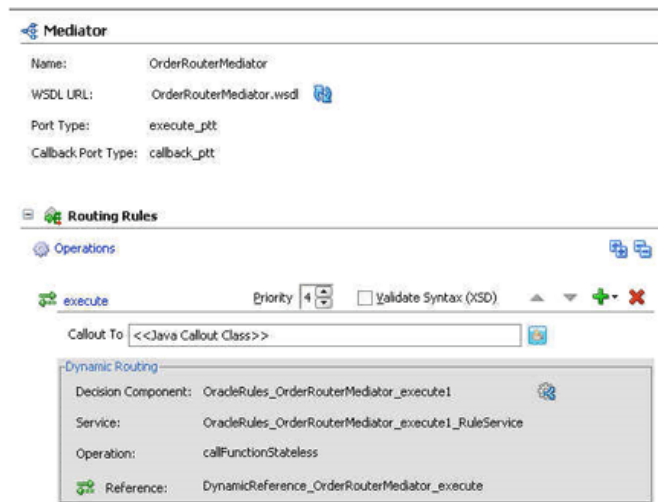 Mediator
Name: OrderRouterMediator
WSDL URL: OrderRouterMediator.wsdl
Port Type: execute_ptt
Callback Port Type: callback_ptt
Routing Rules
Operations
execute Priority 4 Validate Syntax (XSD)
Callout To <<Java Callout Class>>
Dynamic Routing
Decision Component: OracleRules_OrderRouterMediator_execute1
Service: OracleRules_OrderRouterMediator_execute1_RuleService
Operation: callFunctionStateless
Reference: DynamicReference_OrderRouterMediator_execute